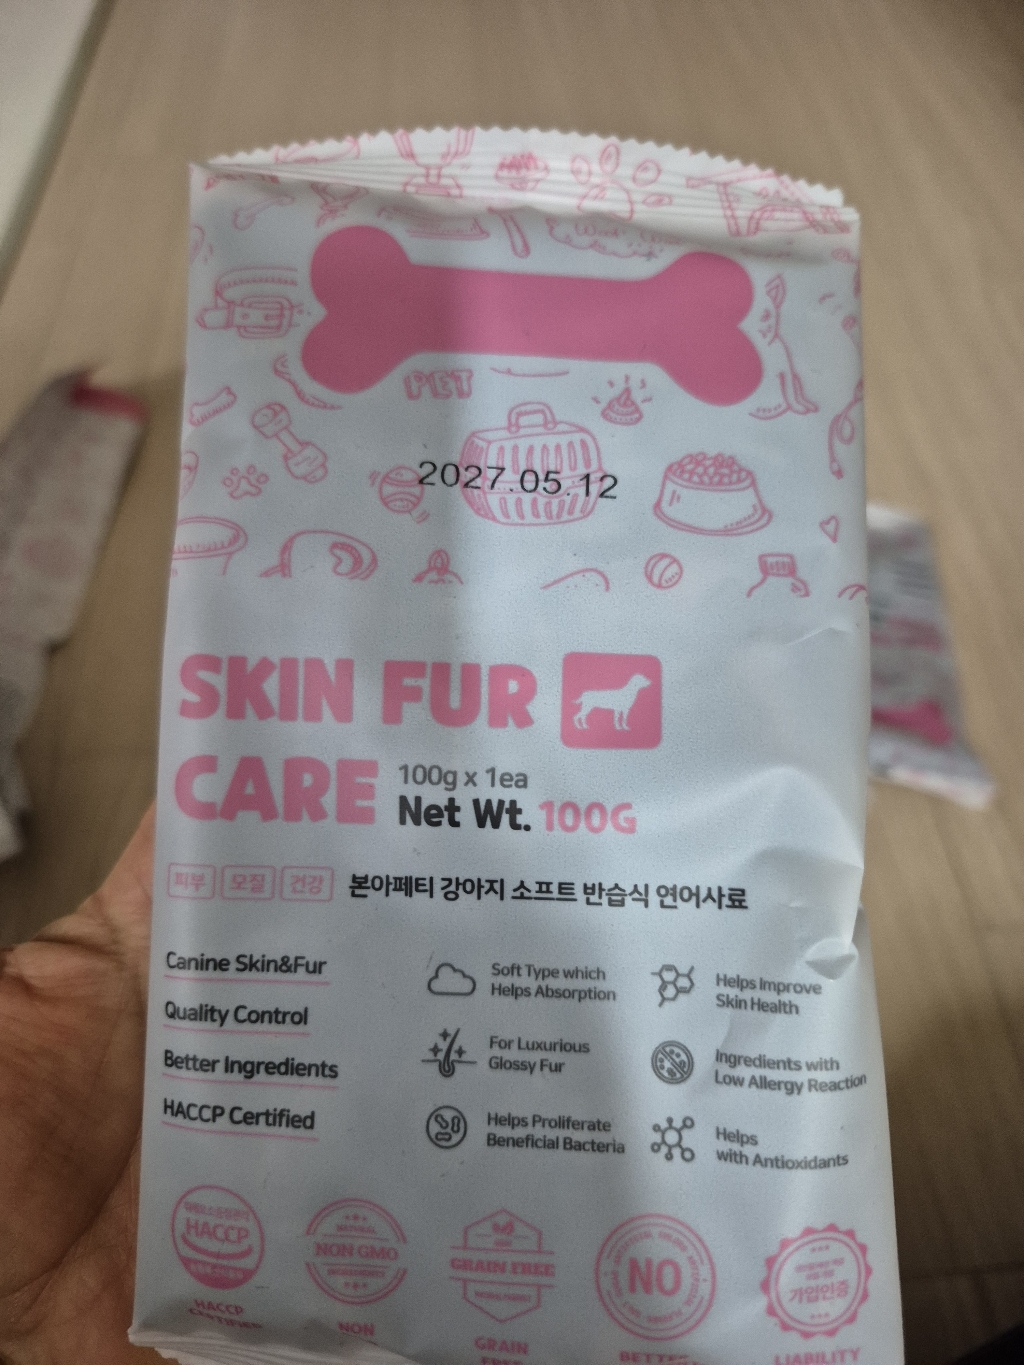 PET
2027.05.12
SKIN FUR
CARE
100g x 1ea
Net Wt. 100G
피부 모질 건강
본아페티 강아지 소프트 반습식 연어사료
Canine Skin&Fur
Quality Control
Better Ingredients
HACCP Certified
Soft Type which
Helps Absorption
For Luxurious
Glossy Fur
Helps Proliferate
Beneficial Bacteria
Helps Improve
Skin Health
Ingredients with
Low Allergy Reaction
Helps
with Antioxidants
HACCP
HACCP
CERTIFIED
NATURAL
NON GMO
INGREDIENTS
NON
GRAIN FREE
GRAIN
FREE
NO
가입인증
LIABILITY